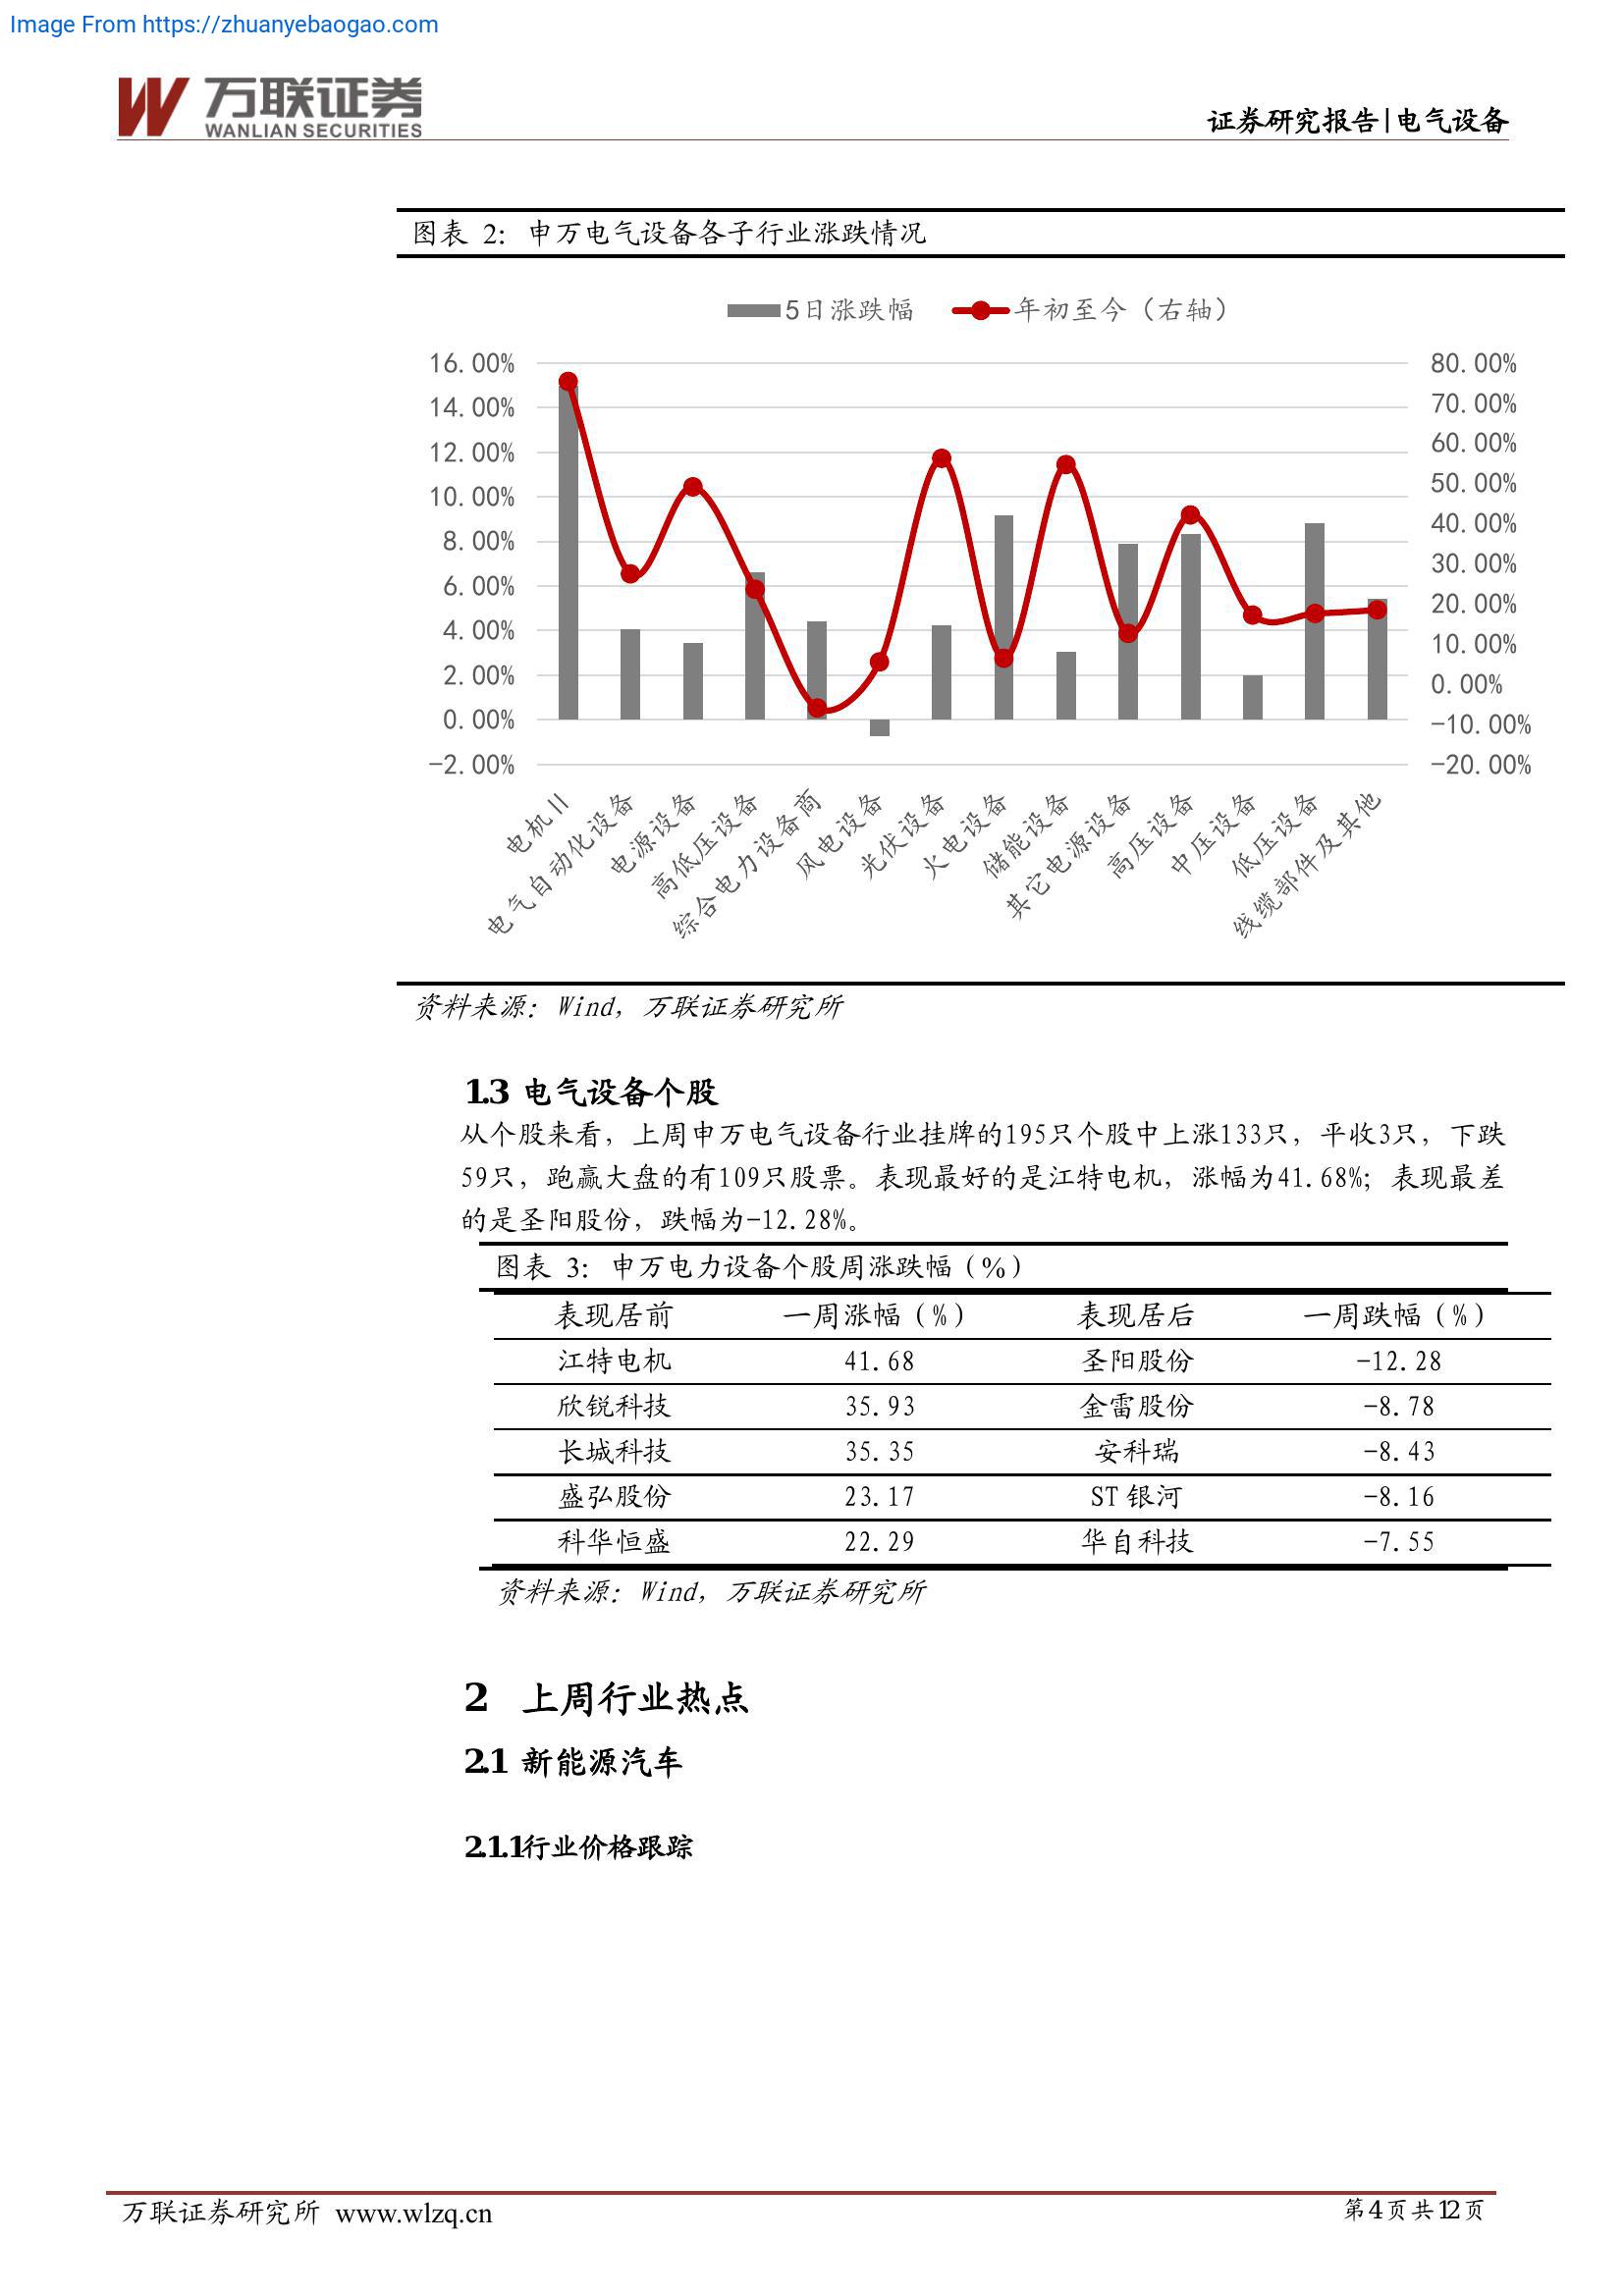 Image From https://zhuanyebaogao.com
万联证券
WANLIAN SECURITIES
证券研究报告|电气设备
图表 2: 申万电气设备各子行业涨跌情况
5日涨跌幅 年初至今（右轴）
16.00% 80.00%
14.00% 70.00%
12.00% 60.00%
10.00% 50.00%
8.00% 40.00%
6.00% 30.00%
4.00% 20.00%
2.00% 10.00%
0.00% 0.00%
-2.00% -10.00%
-20.00%
电机II
电气自动化设备
电源设备
高低压设备
综合电力设备商
风电设备
光伏设备
火电设备
储能设备
其它电源设备
高压设备
中压设备
低压设备
线缆部件及其他
资料来源：Wind，万联证券研究所
1.3 电气设备个股
从个股来看，上周申万电气设备行业挂牌的195只个股中上涨133只，平收3只，下跌
59只，跑赢大盘的有109只股票。表现最好的是江特电机，涨幅为41.68%；表现最差
的是圣阳股份，跌幅为-12.28%。
图表 3: 申万电力设备个股周涨跌幅（%）
表现居前 一周涨幅（%） 表现居后 一周跌幅（%）
江特电机 41.68 圣阳股份 -12.28
欣锐科技 35.93 金雷股份 -8.78
长城科技 35.35 安科瑞 -8.43
盛弘股份 23.17 ST 银河 -8.16
科华恒盛 22.29 华自科技 -7.55
资料来源：Wind，万联证券研究所
2 上周行业热点
2.1 新能源汽车
2.1.1行业价格跟踪
万联证券研究所 www.wlzq.cn 第4页共12页